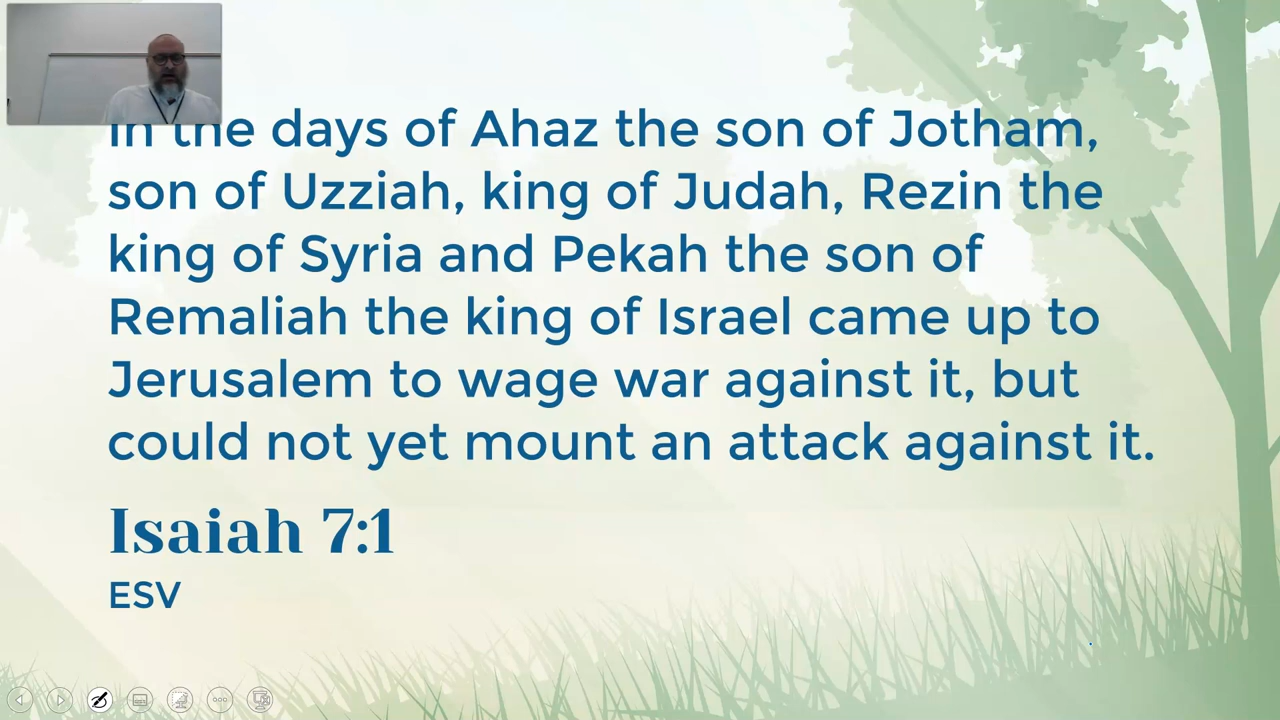 In the days of Ahaz the son of Jotham,
son of Uzziah, king of Judah, Rezin the
king of Syria and Pekah the son of
Remaliah the king of Israel came up to
Jerusalem to wage war against it, but
could not yet mount an attack against it.
Isaiah 7:1
ESV